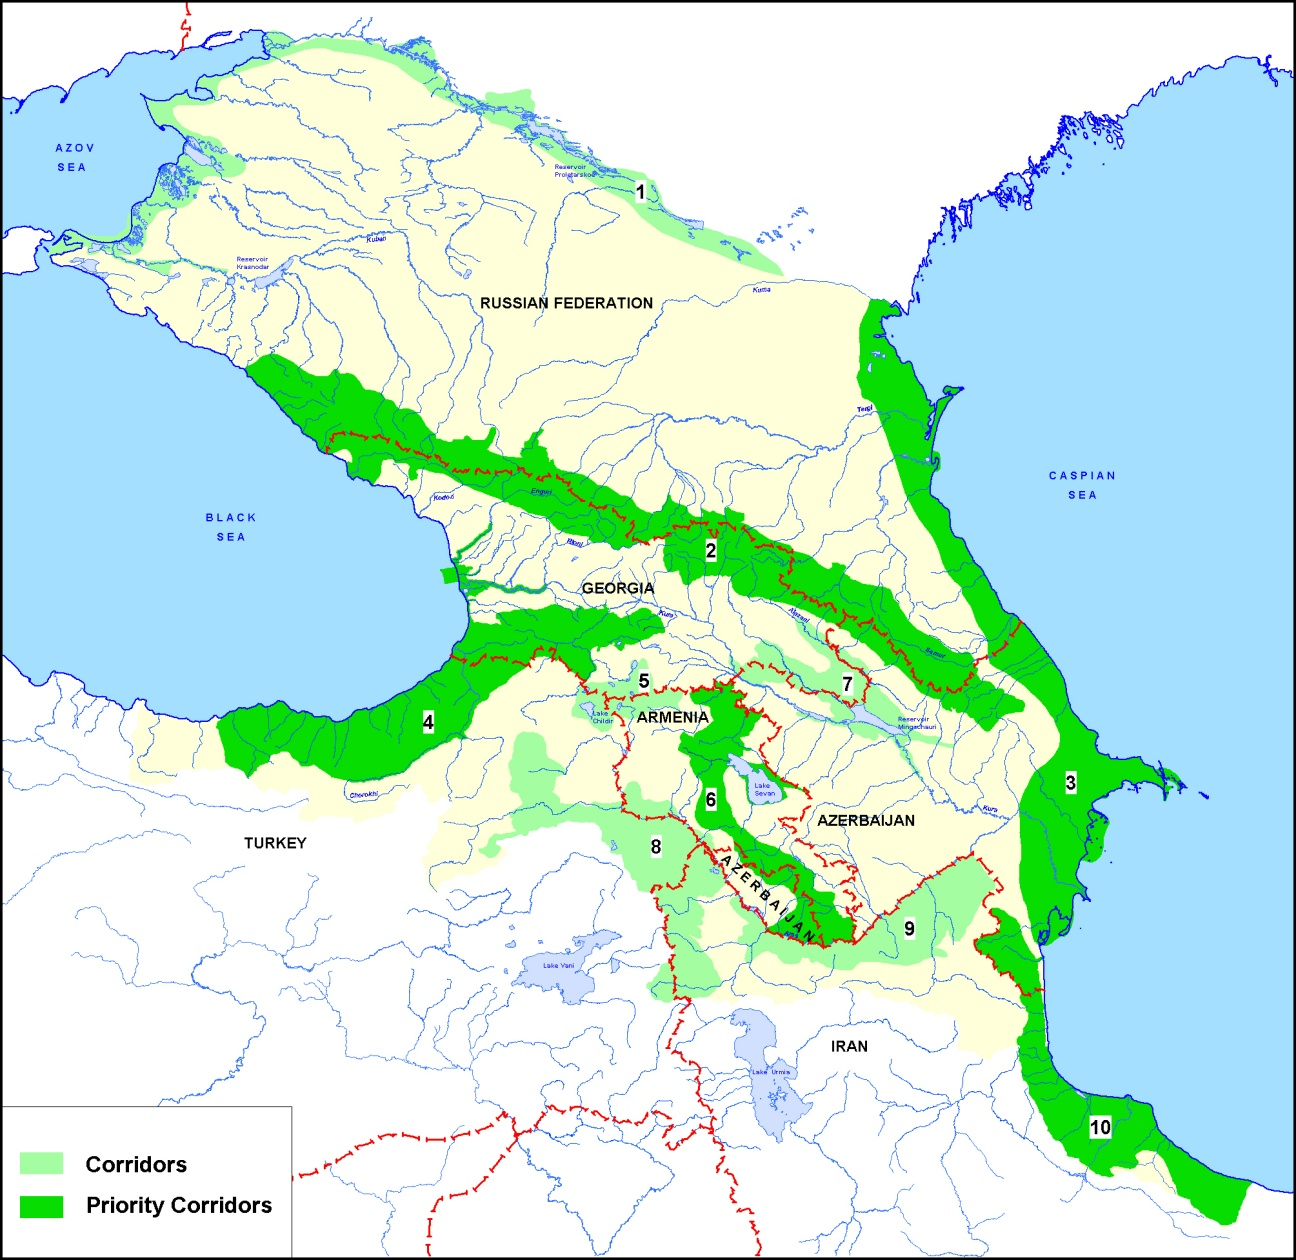 AZOV
SEA
Reservoir
Proletarskoe
1
Kuban
Reservoir
Krasnodar
Kuma
RUSSIAN FEDERATION
Terd
CASPIAN
SEA
Kodori
Enguri
BLACK
SEA
Rioni
2
GEORGIA
Kura
Alazani
Samur
5
7
4
Lake
Childir
ARMENIA
Reservoir
Mingechauri
3
Lake
Sevan
6
Chorokhi
Kura
AZERBAIJAN
TURKEY
8
AZERBAIJAN
9
Lake Vani
IRAN
Lake Urmia
10
Corridors
Priority Corridors